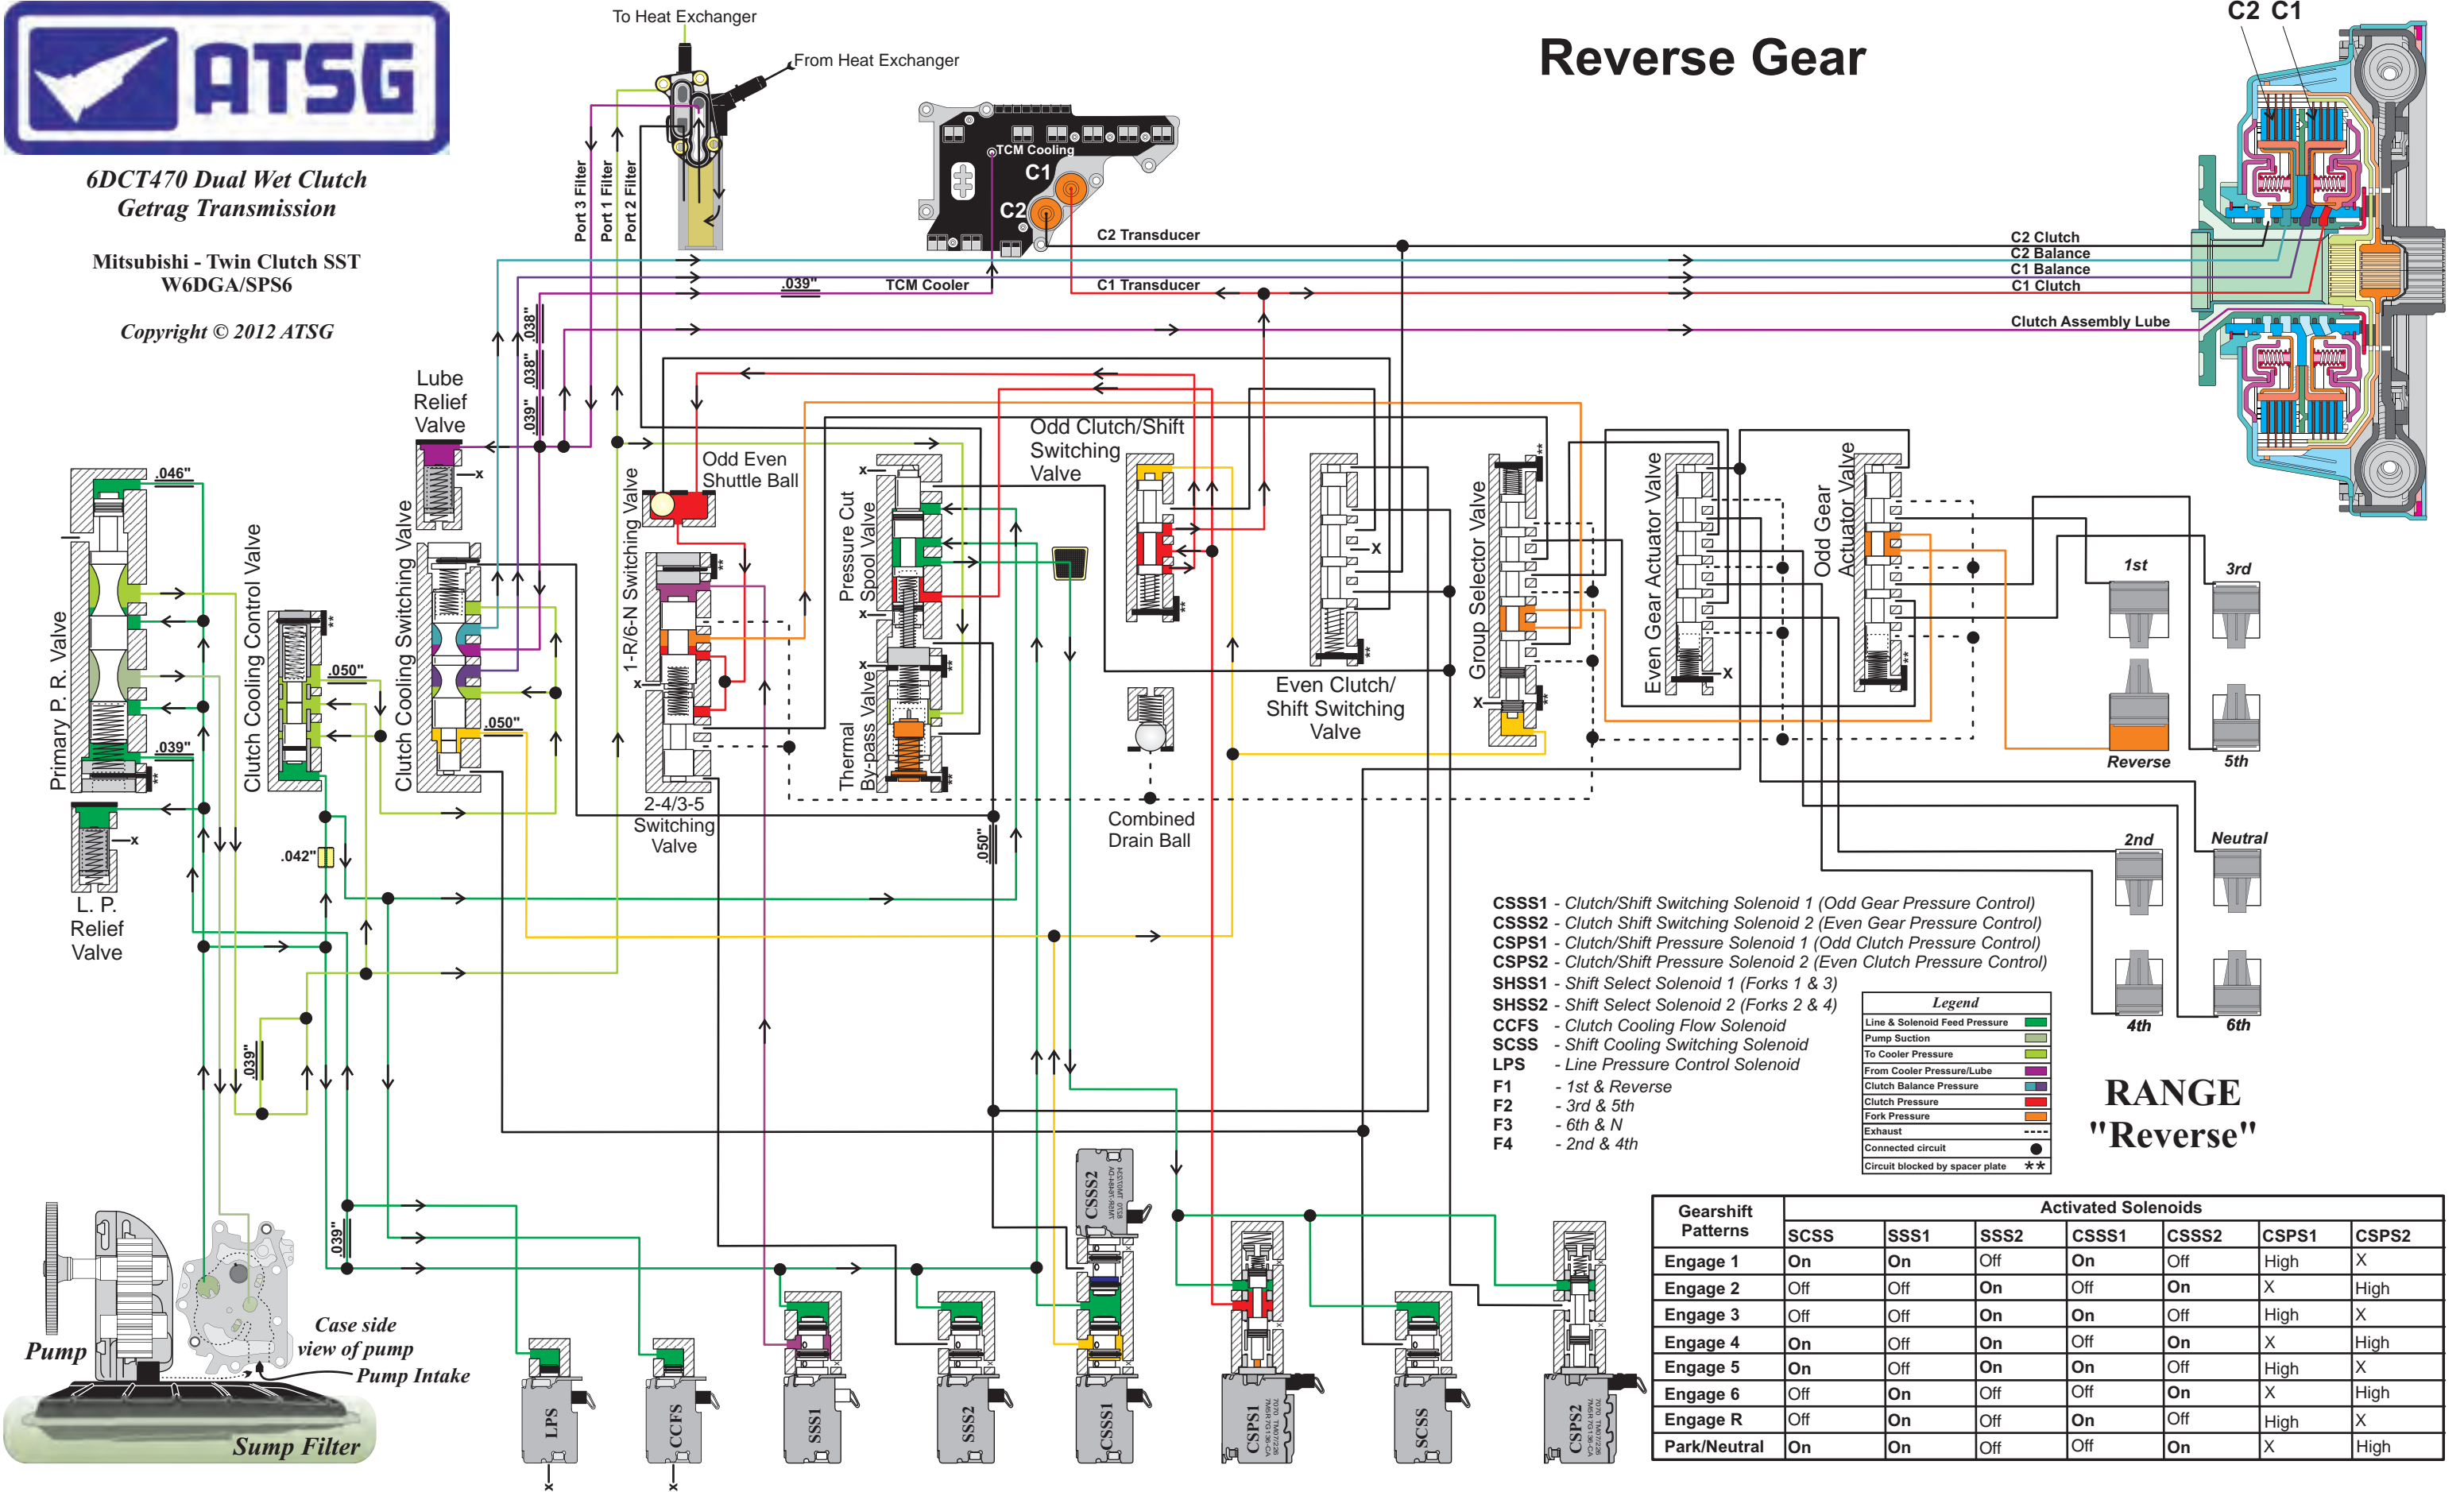 ATSG
6DCT470 Dual Wet Clutch
Getrag Transmission
Mitsubishi - Twin Clutch SST
W6DGA/SPS6
Copyright © 2012 ATSG
To Heat Exchanger
From Heat Exchanger
Reverse Gear
C2 C1
Port 3 Filter
Port 1 Filter
Port 2 Filter
TCM Cooling
C1
C2
C2 Transducer
.039"
TCM Cooler
C1 Transducer
C2 Clutch
C2 Balance
C1 Balance
C1 Clutch
Clutch Assembly Lube
.038"
.038"
.039"
Lube
Relief
Valve
x
.046"
Primary P. R. Valve
.039"
**
L. P.
Relief
Valve
x
Clutch Cooling Control Valve
**
.050"
.042"
Clutch Cooling Switching Valve
.050"
1-R/6-N Switching Valve
**
x
Odd Even
Shuttle Ball
2-4/3-5
Switching
Valve
Pressure Cut
Spool Valve
x
x
Thermal
By-pass Valve
x
**
**
.050"
Odd Clutch/Shift
Switching
Valve
**
Combined
Drain Ball
x
**
Even Clutch/
Shift Switching
Valve
Group Selector Valve
**
x
**
Even Gear Actuator Valve
x
Odd Gear
Actuator Valve
**
1st
3rd
Reverse
5th
2nd
Neutral
4th
6th
.039"
.039"
CSSS1 - Clutch/Shift Switching Solenoid 1 (Odd Gear Pressure Control)
CSSS2 - Clutch Shift Switching Solenoid 2 (Even Gear Pressure Control)
CSPS1 - Clutch/Shift Pressure Solenoid 1 (Odd Clutch Pressure Control)
CSPS2 - Clutch/Shift Pressure Solenoid 2 (Even Clutch Pressure Control)
SHSS1 - Shift Select Solenoid 1 (Forks 1 & 3)
SHSS2 - Shift Select Solenoid 2 (Forks 2 & 4)
CCFS - Clutch Cooling Flow Solenoid
SCSS - Shift Cooling Switching Solenoid
LPS - Line Pressure Control Solenoid
F1 - 1st & Reverse
F2 - 3rd & 5th
F3 - 6th & N
F4 - 2nd & 4th
Legend
Line & Solenoid Feed Pressure
Pump Suction
To Cooler Pressure
From Cooler Pressure/Lube
Clutch Balance Pressure
Clutch Pressure
Fork Pressure
Exhaust
Connected circuit
Circuit blocked by spacer plate **
RANGE
"Reverse"
Pump
Case side
view of pump
Pump Intake
Sump Filter
LPS
x
CCFS
x
SSS1
SSS2
CSSS2
CSSS1
CSPS1
SCSS
CSPS2
Gearshift Patterns Activated Solenoids
SCSS SSS1 SSS2 CSSS1 CSSS2 CSPS1 CSPS2
Engage 1 On On Off On Off High X
Engage 2 Off Off On Off On X High
Engage 3 Off Off On On Off High X
Engage 4 On Off On Off On X High
Engage 5 On Off On On Off High X
Engage 6 Off On Off Off On X High
Engage R Off On Off On Off High X
Park/Neutral On On Off Off On X High